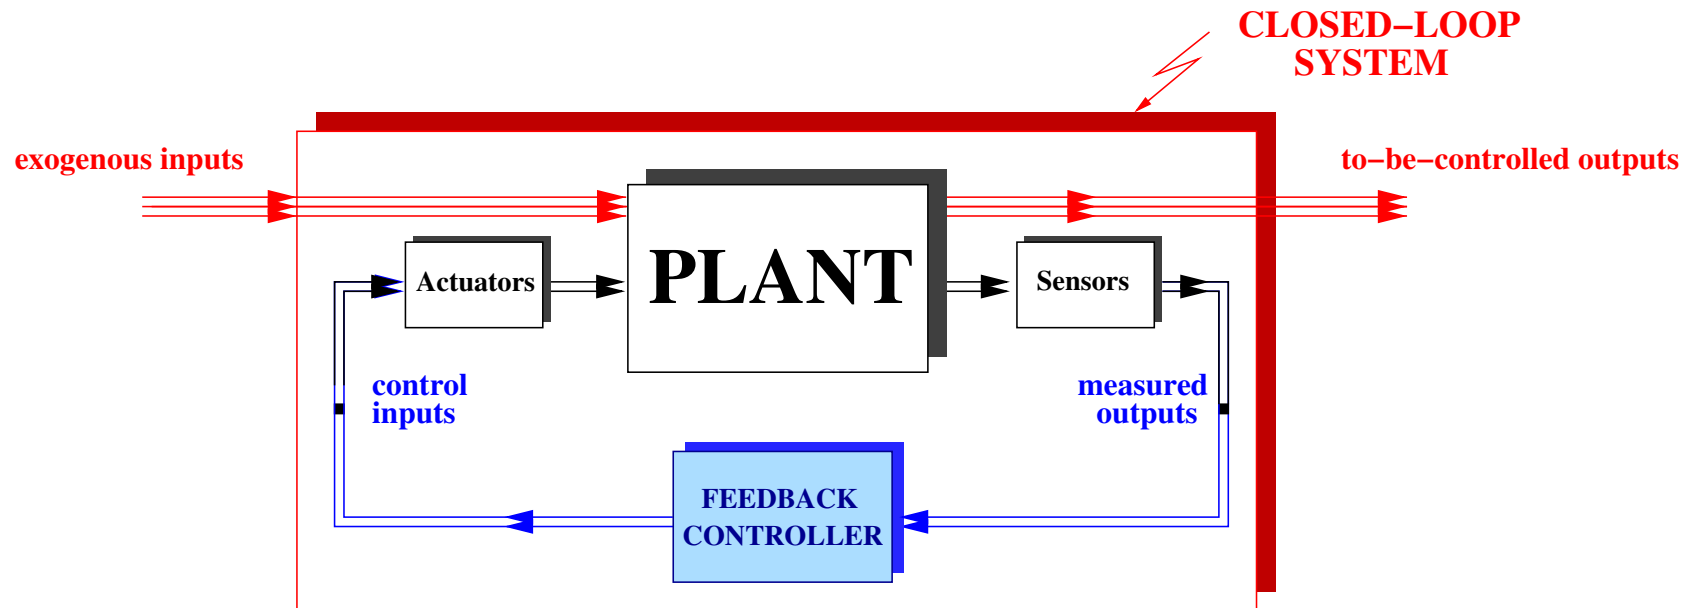 CLOSED−LOOP
SYSTEM
exogenous inputs
to−be−controlled outputs
Actuators
PLANT
Sensors
control
inputs
measured
outputs
FEEDBACK
CONTROLLER